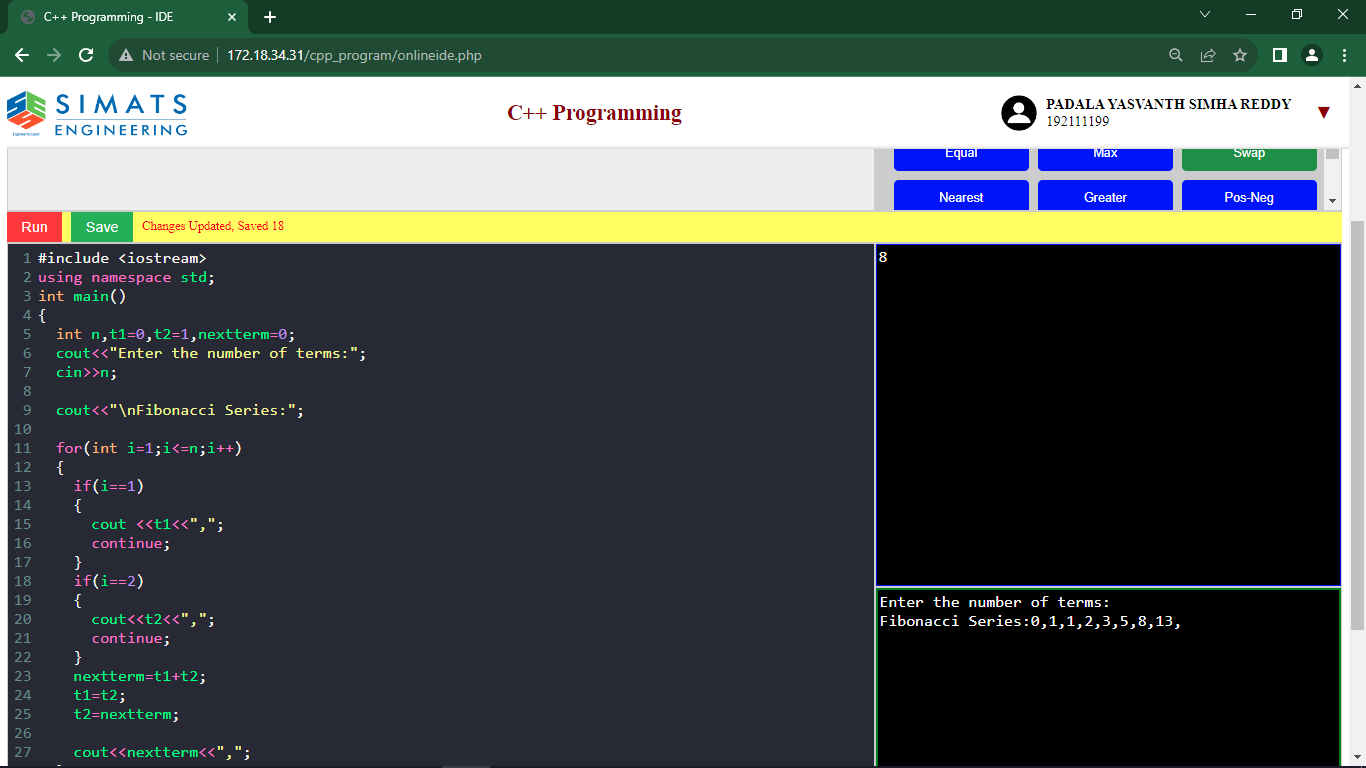 C++ Programming - IDE
Not secure
172.18.34.31/cpp_program/onlineide.php
SIMATS
ENGINEERING
C++ Programming
PADALA YASVANTH SIMHA REDDY
192111199
Equal
Max
Swap
Nearest
Greater
Pos-Neg
Run
Save
Changes Updated, Saved 18
1 #include <iostream>
2 using namespace std;
3 int main()
4 {
5 int n,t1=0,t2=1,nextterm=0;
6 cout<<"Enter the number of terms:";
7 cin>>n;
8
9 cout<<"\nFibonacci Series:";
10
11 for(int i=1;i<=n;i++)
12 {
13 if(i==1)
14 {
15 cout <<t1<<",";
16 continue;
17 }
18 if(i==2)
19 {
20 cout<<t2<<",";
21 continue;
22 }
23 nextterm=t1+t2;
24 t1=t2;
25 t2=nextterm;
26
27 cout<<nextterm<<",";
8
Enter the number of terms:
Fibonacci Series:0,1,1,2,3,5,8,13,